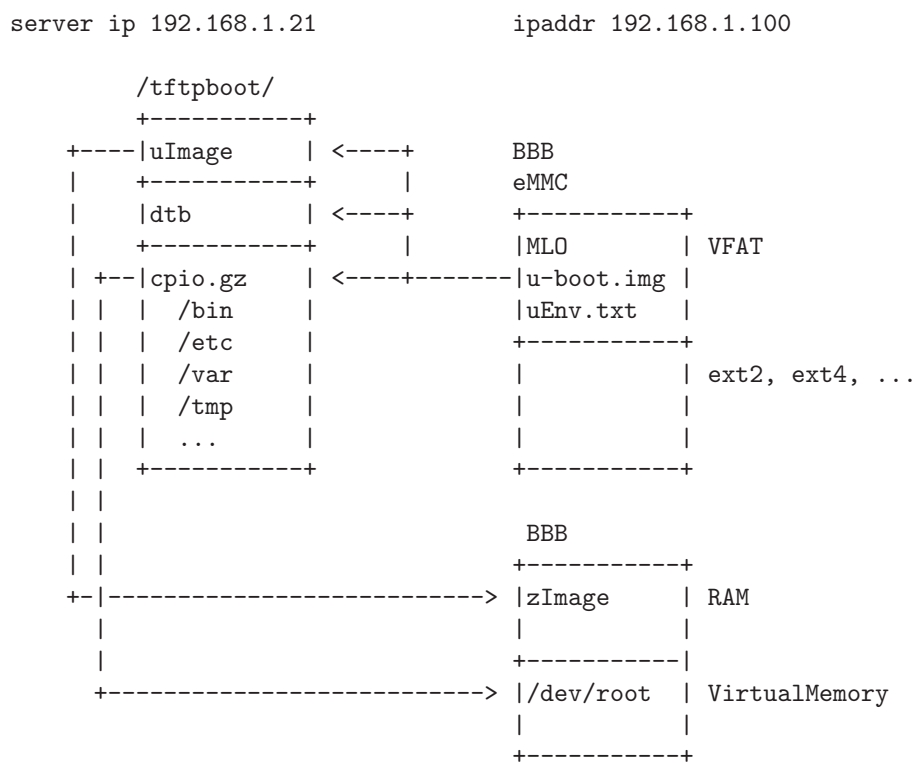 server ip 192.168.1.21                ipaddr 192.168.1.100

        /tftpboot/
        +-----------+
   +----|uImage     | <----+       BBB
   |    +-----------+      |       eMMC
   |    |dtb        | <----+       +-----------+
   |    +-----------+      |       |MLO        | VFAT
   | +--|cpio.gz    | <----+-------|u-boot.img |
   | |  |  /bin     |              |uEnv.txt   |
   | |  |  /etc     |              +-----------+
   | |  |  /var     |              |           | ext2, ext4, ...
   | |  |  /tmp     |              |           |
   | |  |  ...      |              |           |
   | |  +-----------+              +-----------+
   | |
   | |                              BBB
   | |                             +-----------+
   +-|---------------------------> |zImage     | RAM
     |                             |           |
     |                             +-----------|
     +---------------------------> |/dev/root  | VirtualMemory
                                   |           |
                                   +-----------+